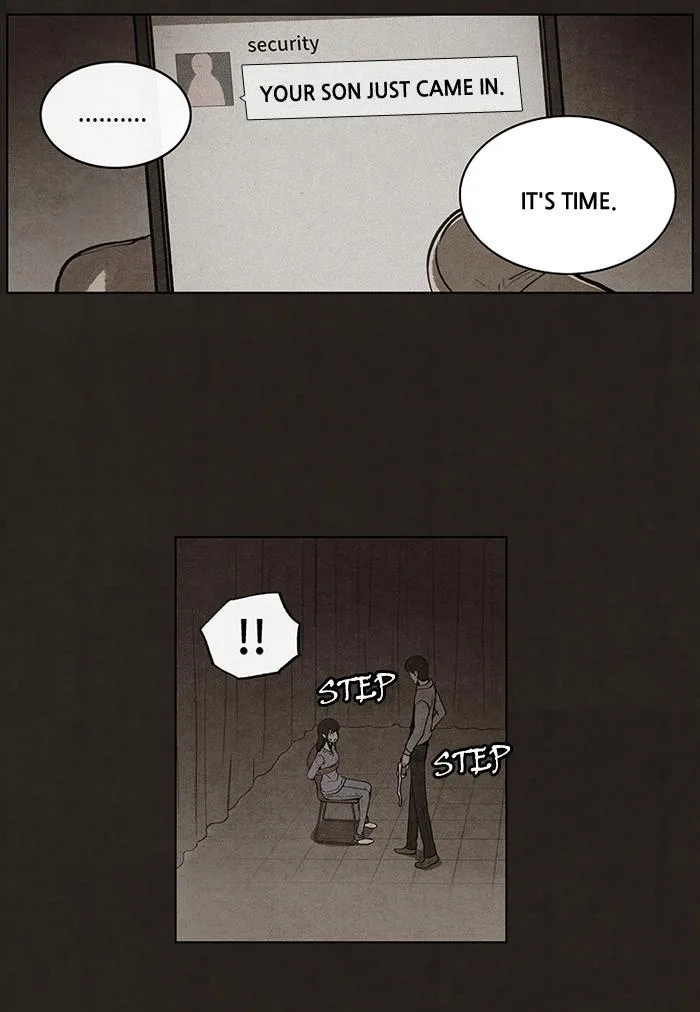 security
YOUR SON JUST CAME IN.
..........
IT'S TIME.
!!
STEP
STEP